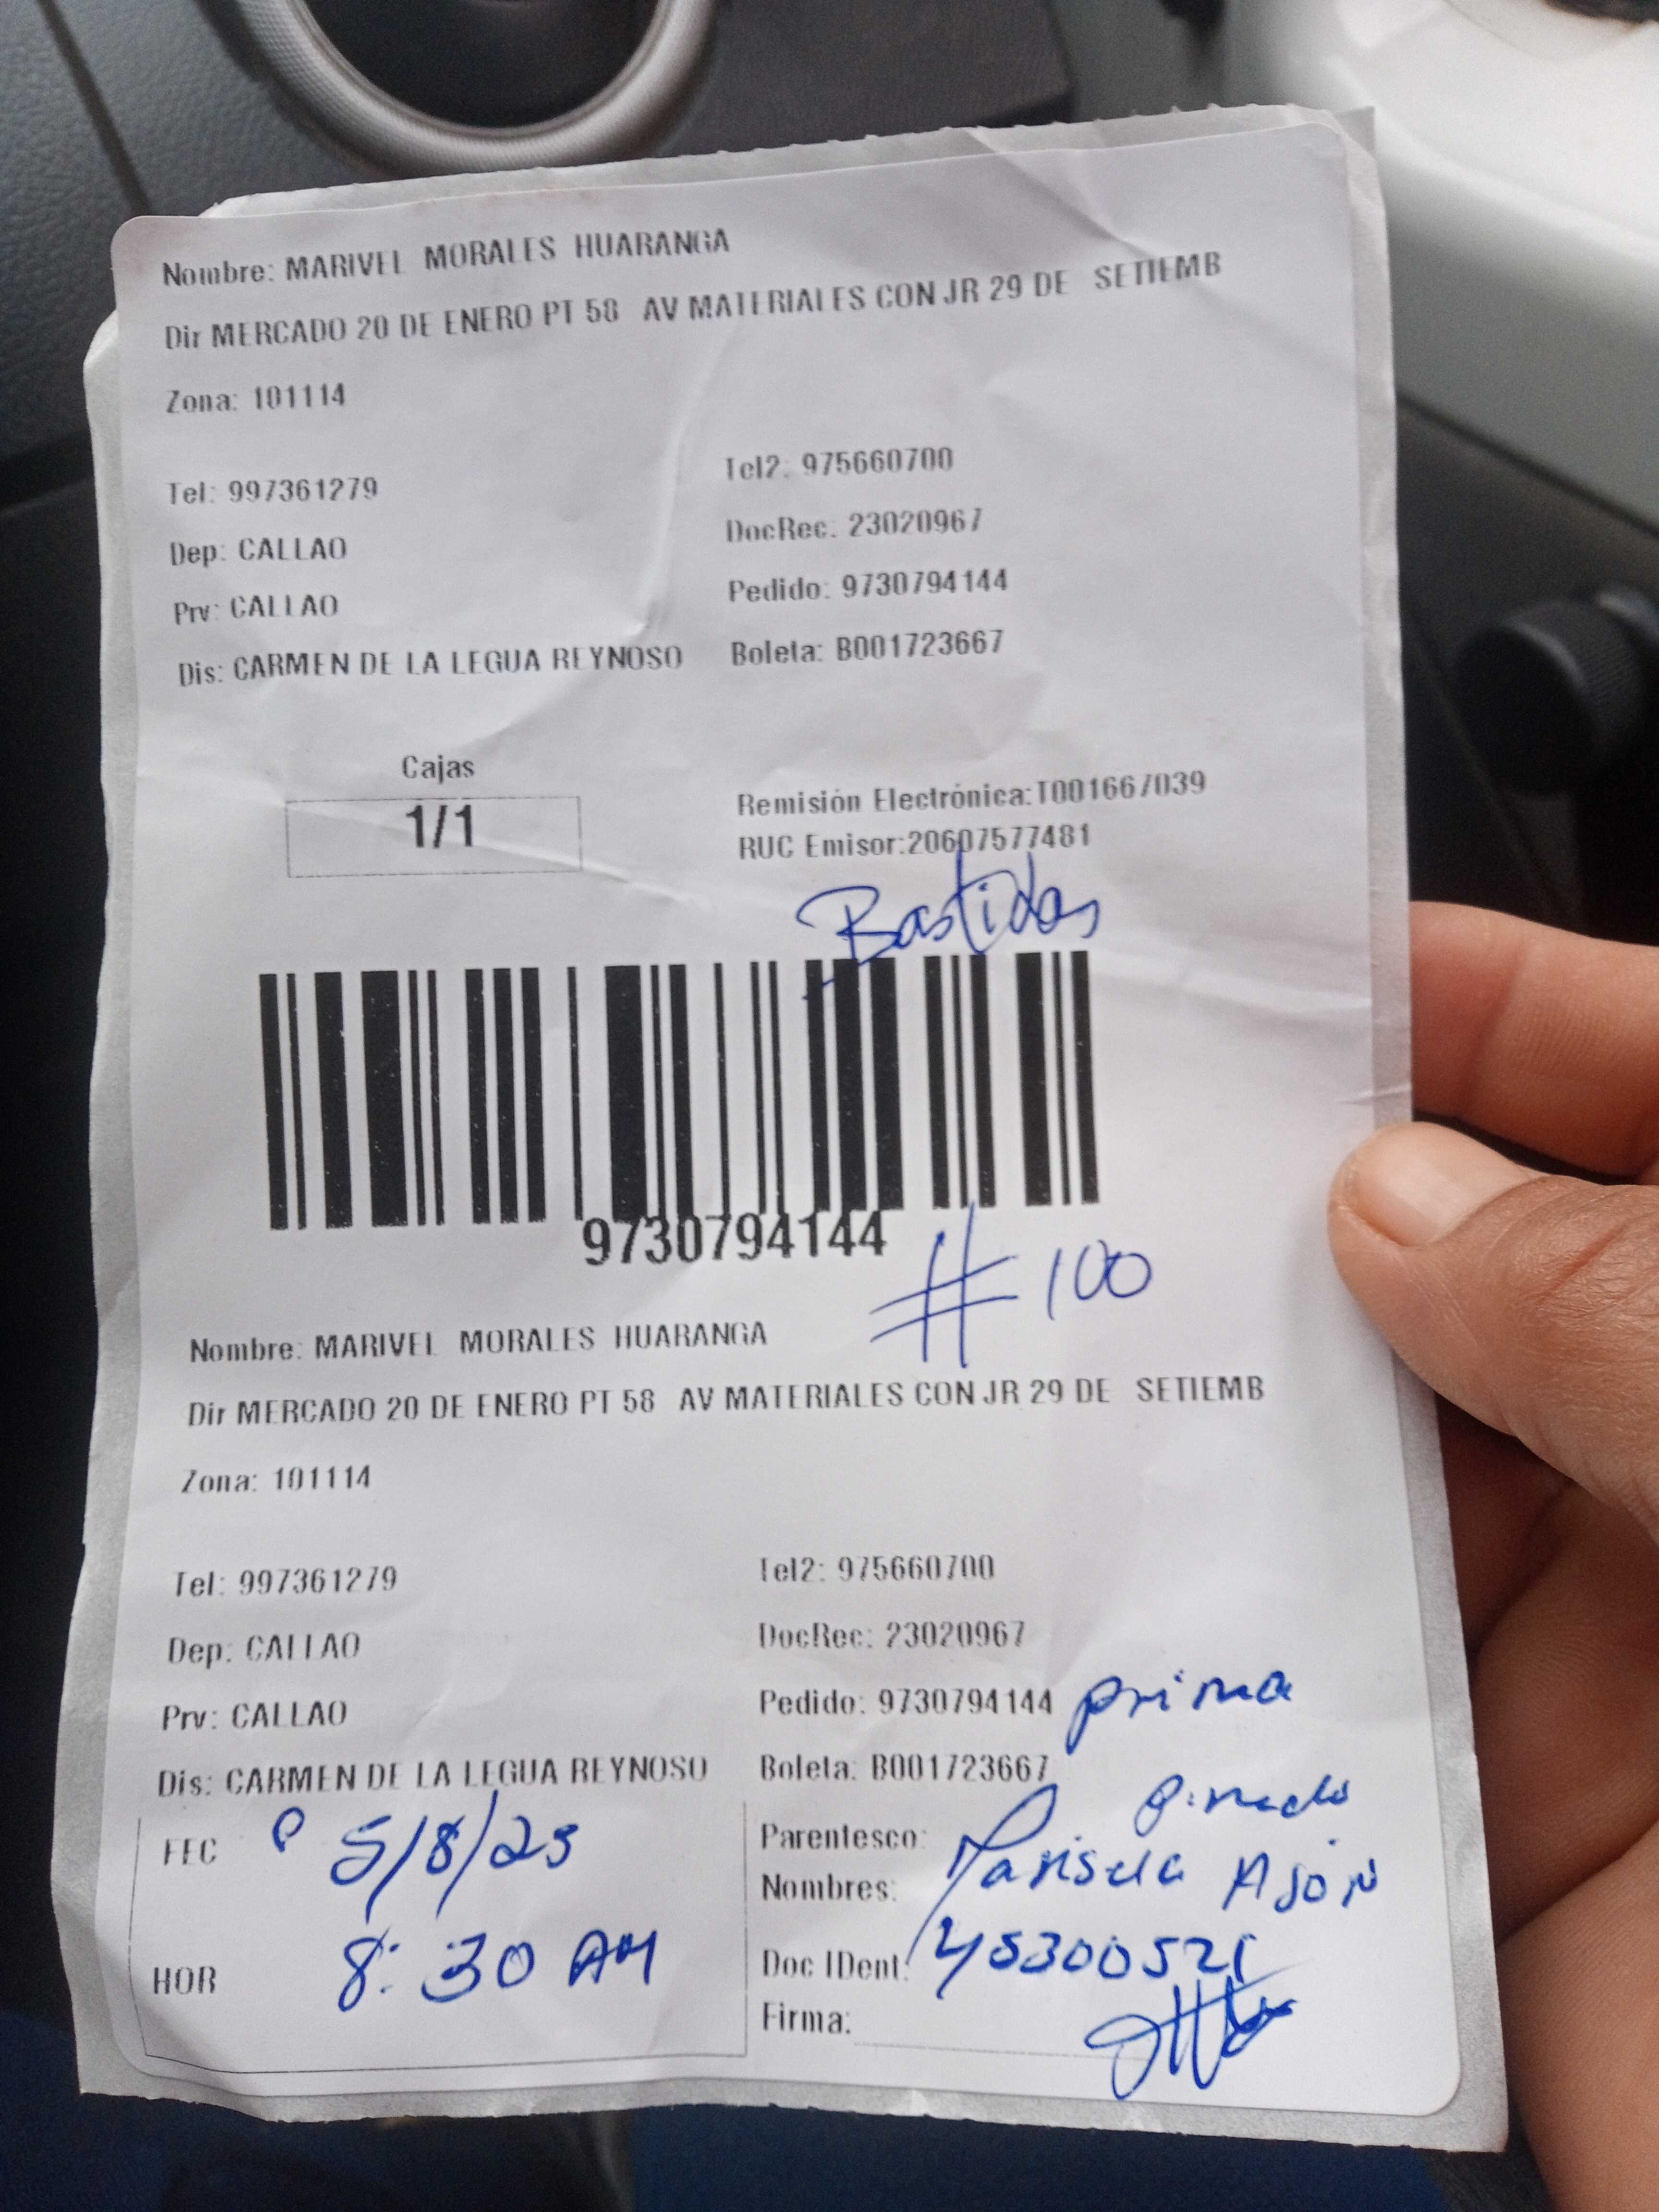 Nombre: MARIVEL MORALES HUARANGA
Dir MERCADO 20 DE ENERO PT 58 AV MATERIALES CON JR 29 DE SETIEMB
Zona: 101114
Tel: 997361279 Tel2: 975660700
Dep: CALLAO DocRec: 23020967
Prv: CALLAO Pedido: 9730794144
Dis: CARMEN DE LA LEGUA REYNOSO Boleta: B001723667
Cajas
1/1
Remisión Electrónica:T001667039
RUC Emisor:20607577481
Bastidas
9730794144
# 100
Nombre: MARIVEL MORALES HUARANGA
Dir MERCADO 20 DE ENERO PT 58 AV MATERIALES CON JR 29 DE SETIEMB
Zona: 101114
Tel: 997361279 Tel2: 975660700
Dep: CALLAO DocRec: 23020967
Prv: CALLAO Pedido: 9730794144 prima
Dis: CARMEN DE LA LEGUA REYNOSO Boleta: B001723667
FEC 5/8/23 Parentesco:
Nombres: Marisela
HOR 8:30 AM Doc IDent: 45300521
Firma: